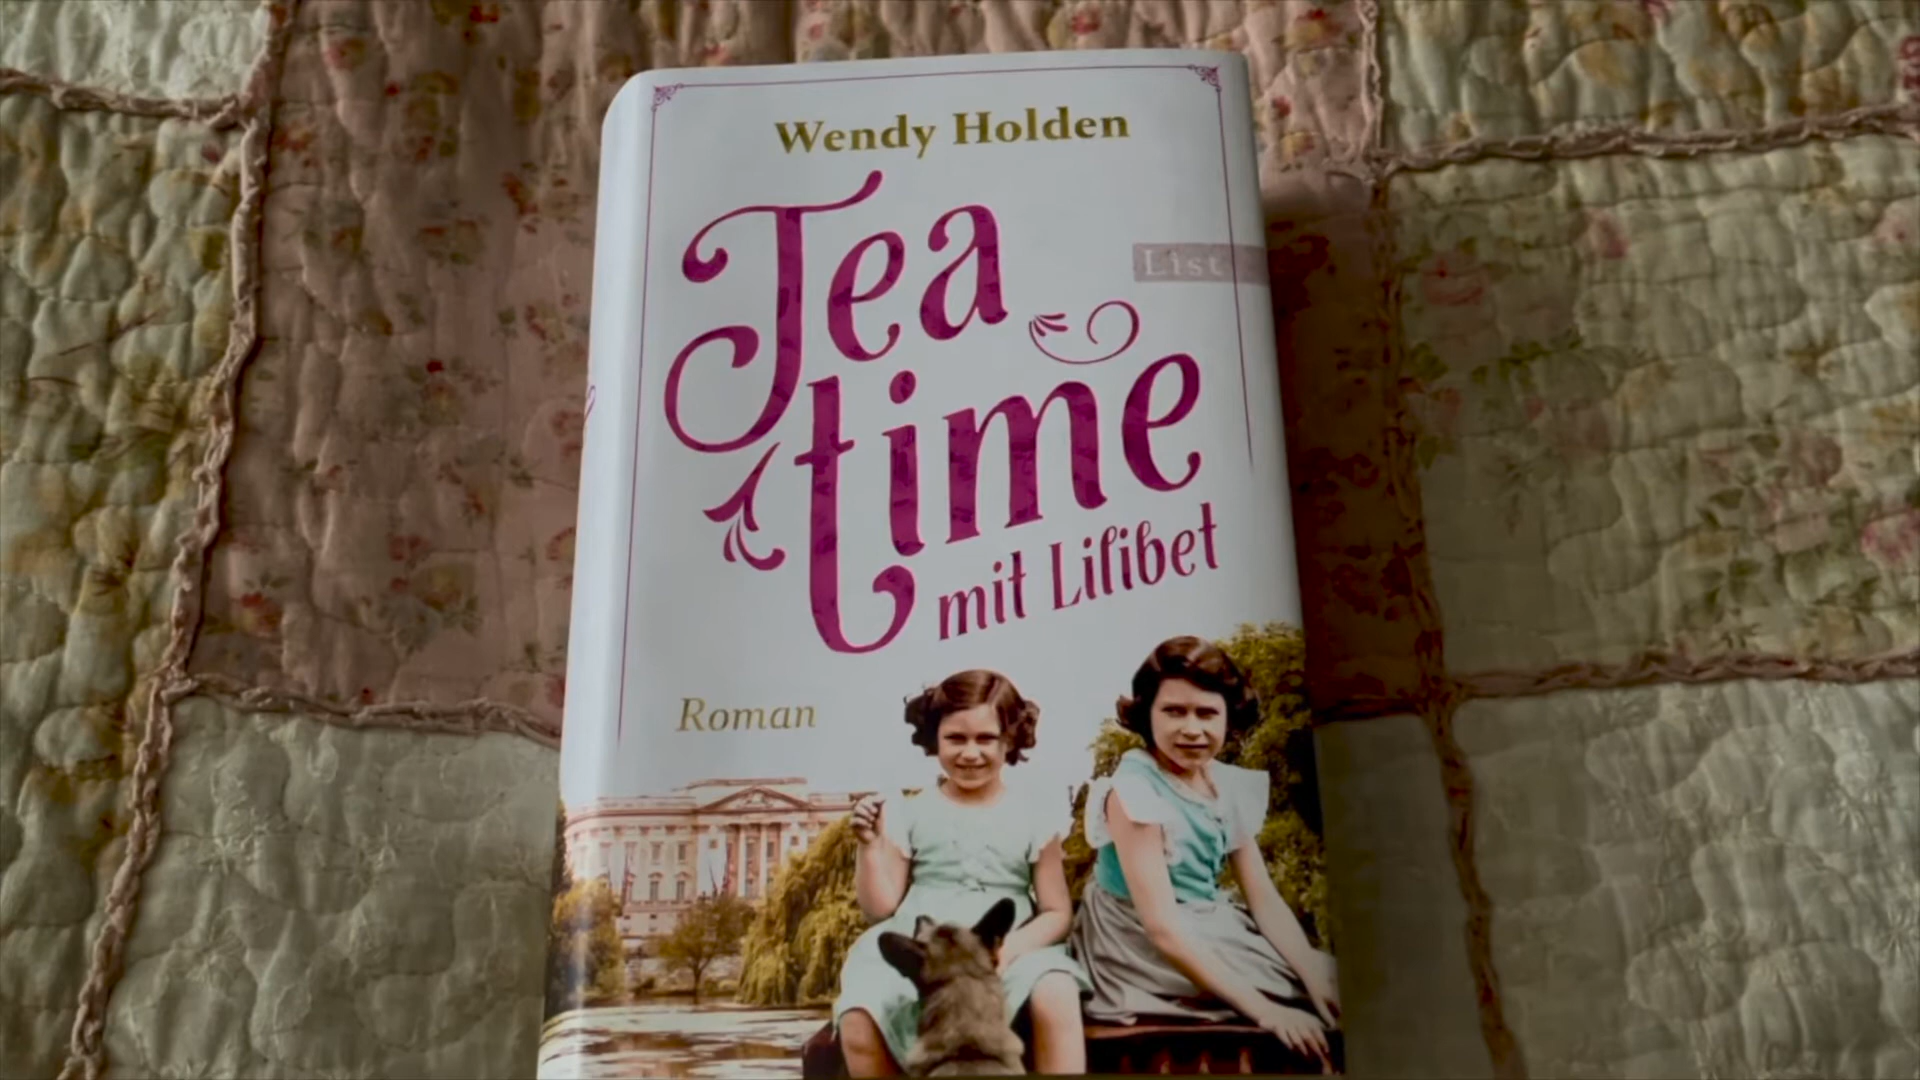 Wendy Holden
Tea
List
time
mit Lilibet
Roman